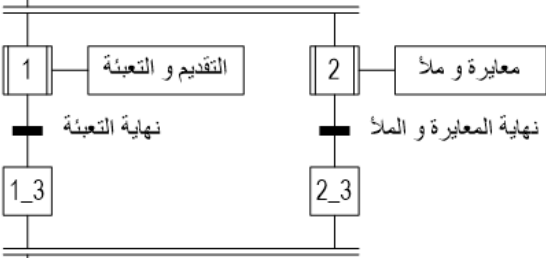 1 التقديم و التعبئة 2 معايرة و ملأ
نهاية التعبئة نهاية المعايرة و الملأ
1_3 2_3